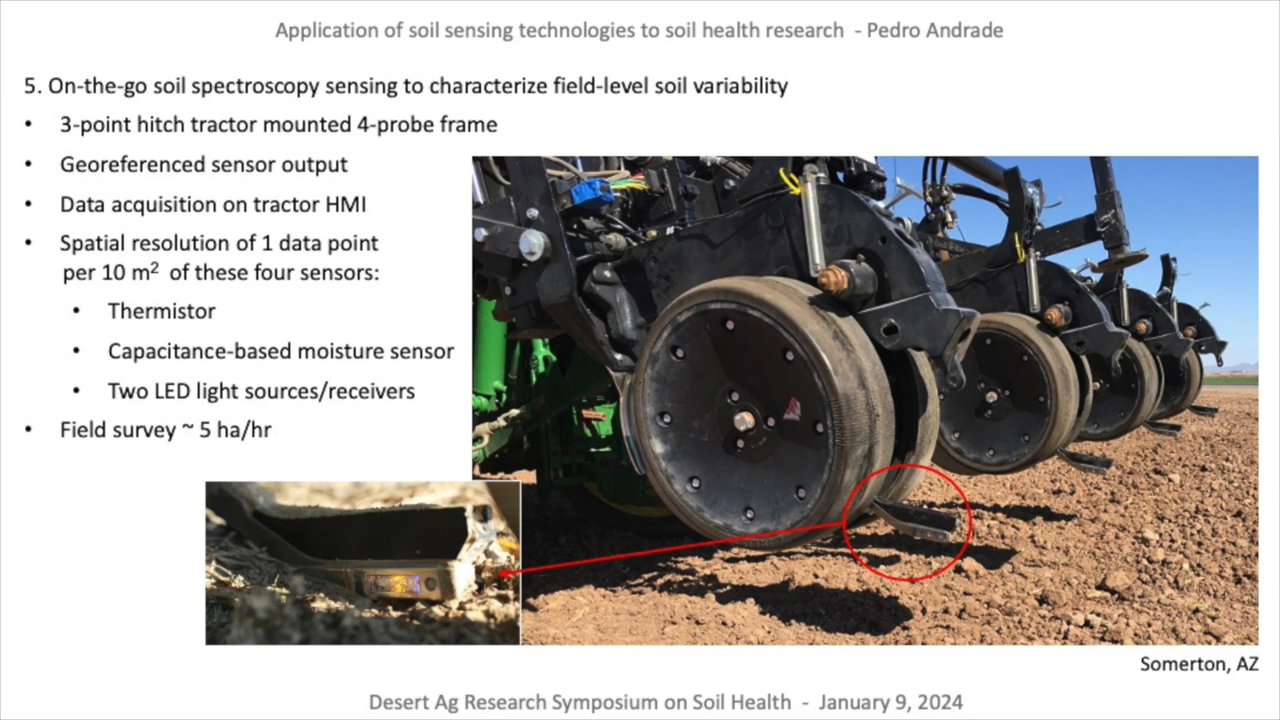 Application of soil sensing technologies to soil health research - Pedro Andrade
5. On-the-go soil spectroscopy sensing to characterize field-level soil variability
• 3-point hitch tractor mounted 4-probe frame
• Georeferenced sensor output
• Data acquisition on tractor HMI
• Spatial resolution of 1 data point
per 10 m² of these four sensors:
• Thermistor
• Capacitance-based moisture sensor
• Two LED light sources/receivers
• Field survey ~ 5 ha/hr
Somerton, AZ
Desert Ag Research Symposium on Soil Health - January 9, 2024